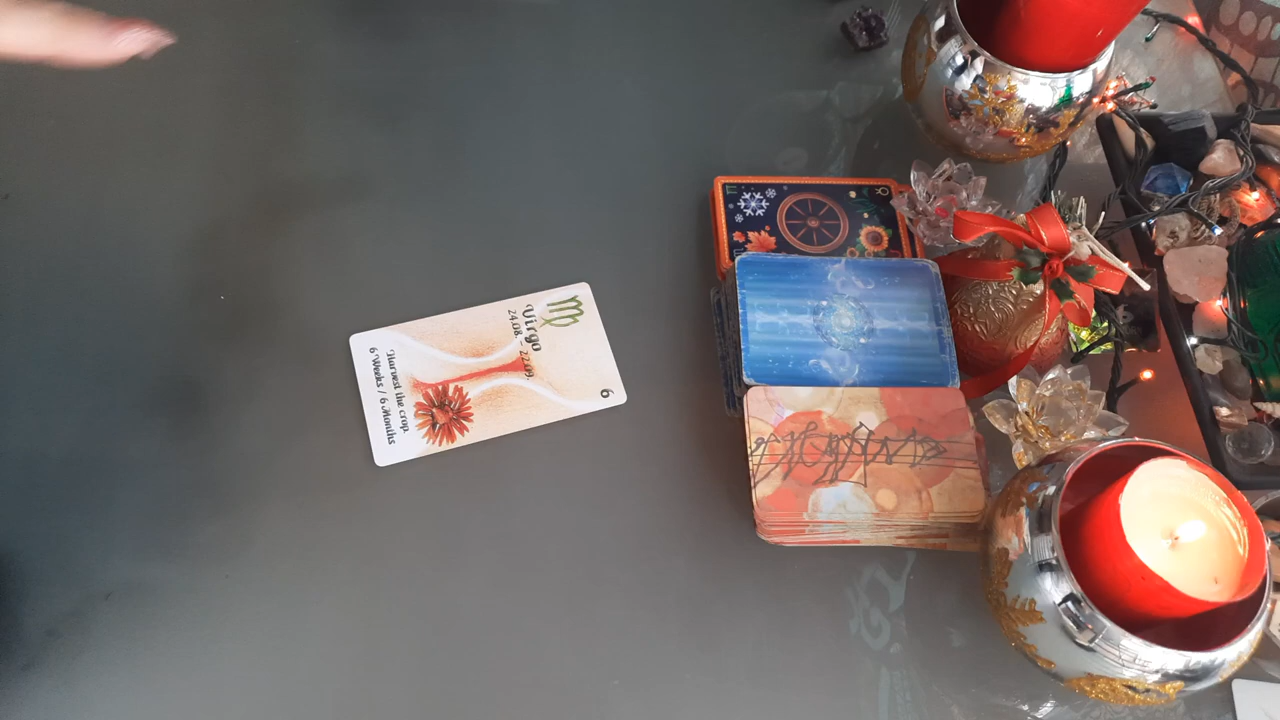 Virgo
24.08. - 22.09.
6
Harvest the crop.
6 Weeks / 6 Months